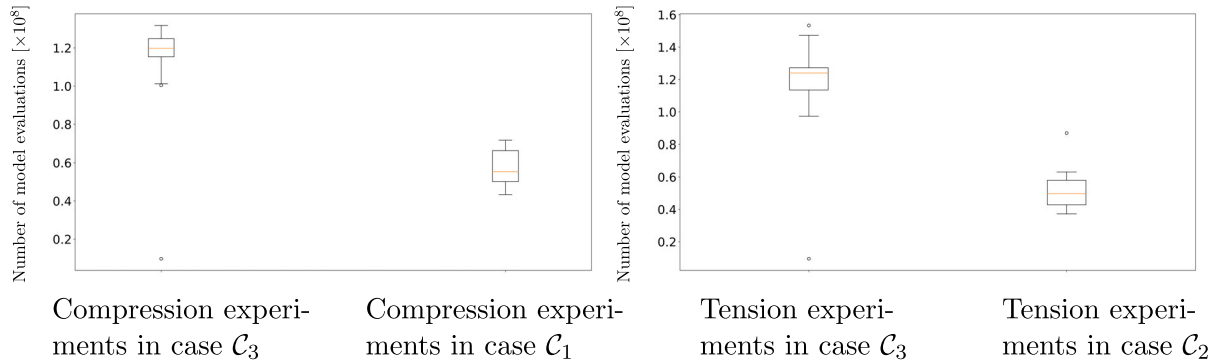 Number of model evaluations [×10⁸]
1.2
1.0
0.8
0.6
0.4
0.2
Compression experi-
ments in case 𝒞₃
Compression experi-
ments in case 𝒞₁
Number of model evaluations [×10⁸]
1.6
1.4
1.2
1.0
0.8
0.6
0.4
0.2
Tension experi-
ments in case 𝒞₃
Tension experi-
ments in case 𝒞₂